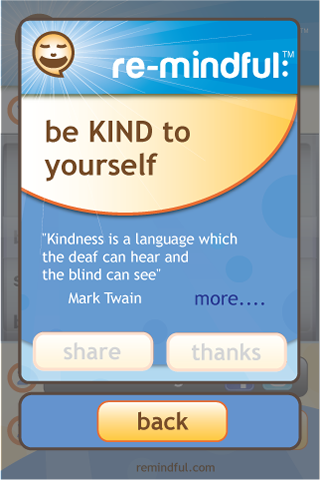 re-mindful:™
be KIND to
yourself
"Kindness is a language which
the deaf can hear and
the blind can see"
Mark Twain
more....
share
thanks
back
remindful.com